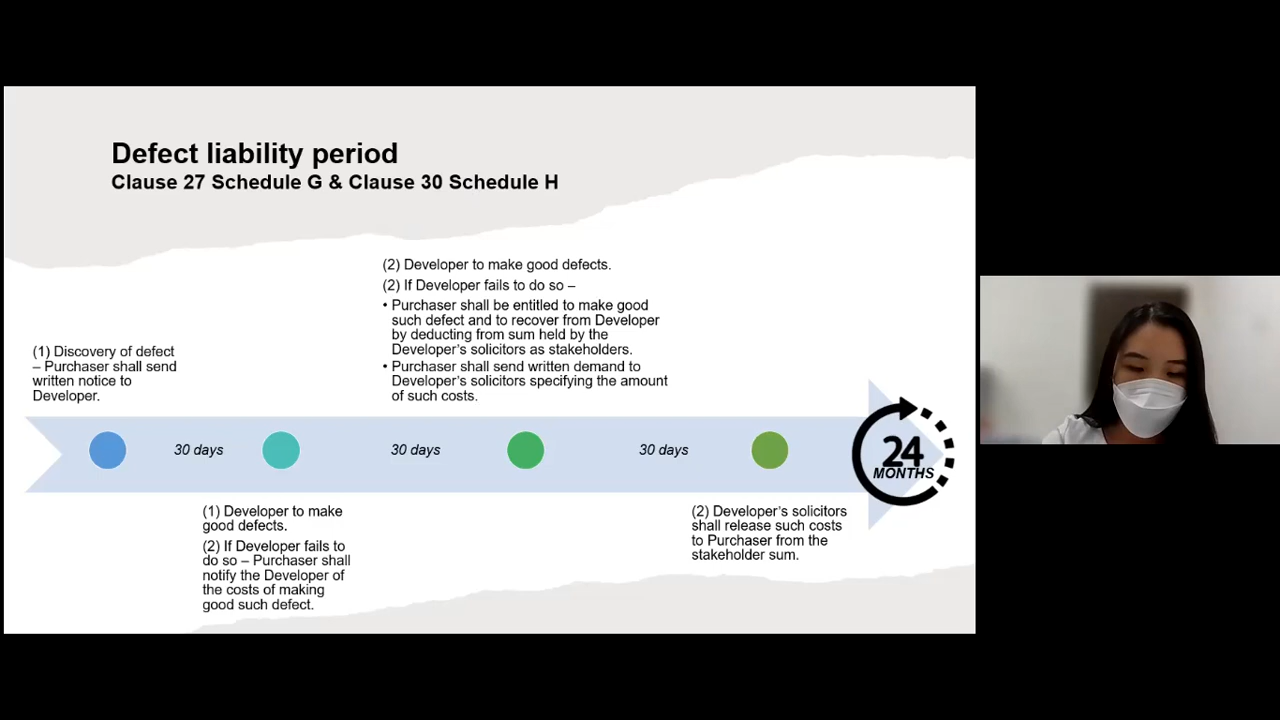 Defect liability period
Clause 27 Schedule G & Clause 30 Schedule H
(1) Discovery of defect
– Purchaser shall send
written notice to
Developer.
(2) Developer to make good defects.
(2) If Developer fails to do so –
• Purchaser shall be entitled to make good
such defect and to recover from Developer
by deducting from sum held by the
Developer's solicitors as stakeholders.
• Purchaser shall send written demand to
Developer's solicitors specifying the amount
of such costs.
30 days
30 days
30 days
24
MONTHS
(1) Developer to make
good defects.
(2) If Developer fails to
do so – Purchaser shall
notify the Developer of
the costs of making
good such defect.
(2) Developer's solicitors
shall release such costs
to Purchaser from the
stakeholder sum.